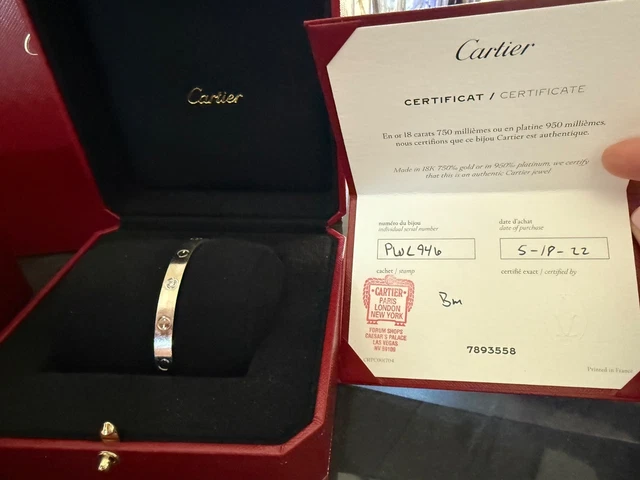 Cartier
Cartier
CERTIFICAT / CERTIFICATE
En or 18 carats 750 millièmes ou en platine 950 millièmes,
nous certifions que ce bijou Cartier est authentique.
Made in 18K 750‰ gold or in 950‰ platinum, we certify
that this is an authentic Cartier jewel
numéro du bijou
individual serial number
PWL946
date d'achat
date of purchase
5-18-22
cachet / stamp
certifié exact / certified by
CARTIER
PARIS
LONDON
NEW YORK
FORUM SHOPS
CAESAR'S PALACE
LAS VEGAS
NV 89109
Bm
7893558
Printed in France